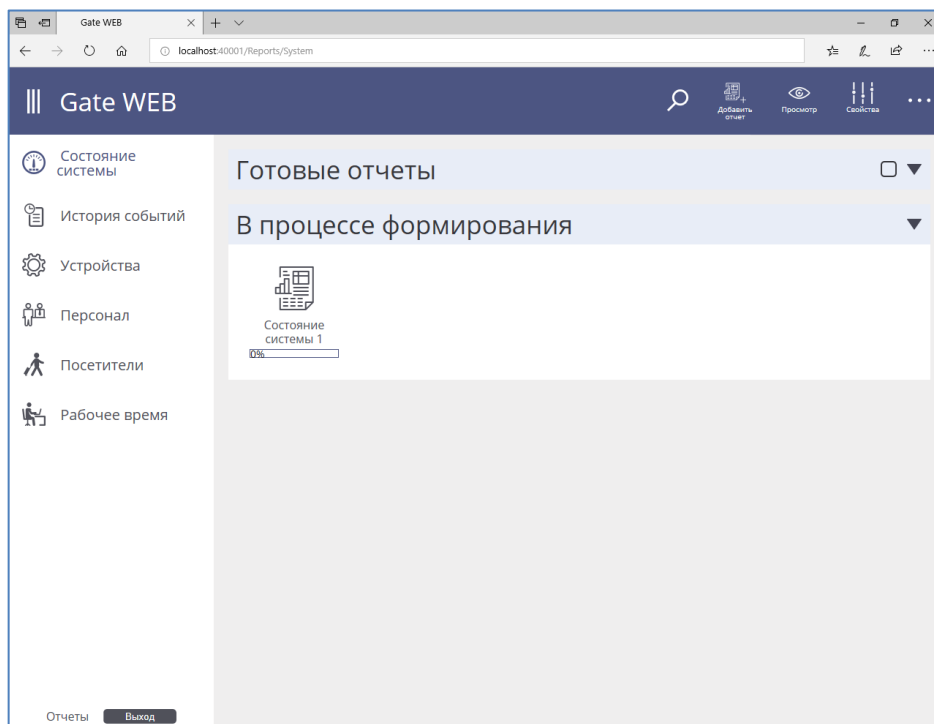 Gate WEB
localhost:40001/Reports/System
Gate WEB
Добавить
отчет
Просмотр
Свойства
Состояние
системы
История событий
Устройства
Персонал
Посетители
Рабочее время
Готовые отчеты
В процессе формирования
Состояние
системы 1
0%
Отчеты
Выход